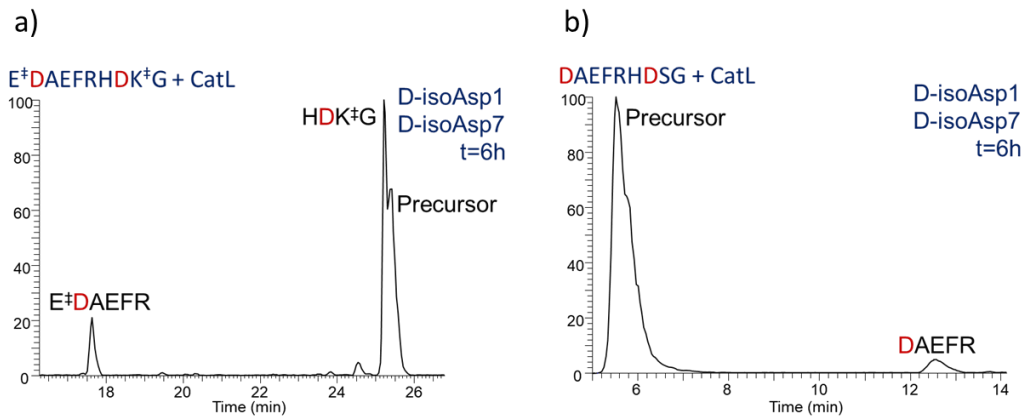 a)
E‡DAEFRHDK‡G + CatL
D-isoAsp1
D-isoAsp7
t=6h
HDK‡G
Precursor
E‡DAEFR
100
80
60
40
20
0
18
20
22
24
26
Time (min)
b)
DAEFRHDSG + CatL
D-isoAsp1
D-isoAsp7
t=6h
Precursor
DAEFR
100
80
60
40
20
0
6
8
10
12
14
Time (min)